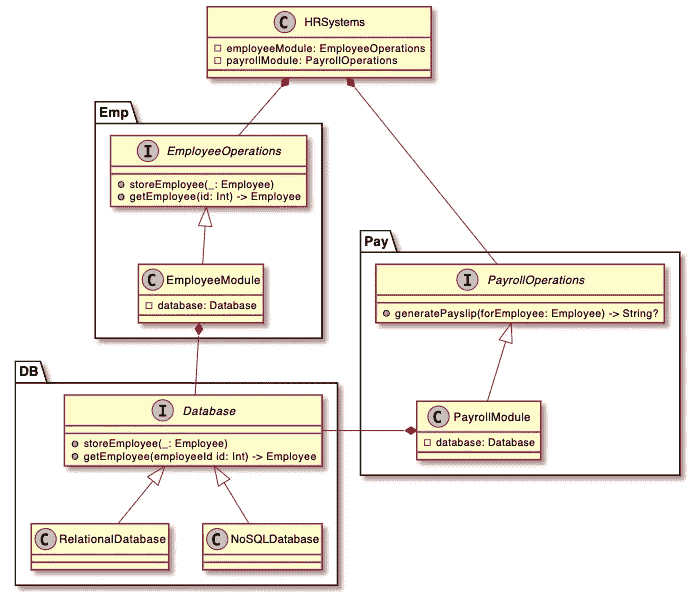 C HRSystems
employeeModule: EmployeeOperations
payrollModule: PayrollOperations
Emp
I EmployeeOperations
storeEmployee(_: Employee)
getEmployee(id: Int) -> Employee
C EmployeeModule
database: Database
Pay
I PayrollOperations
generatePayslip(forEmployee: Employee) -> String?
C PayrollModule
database: Database
DB
I Database
storeEmployee(_: Employee)
getEmployee(employeeId id: Int) -> Employee
C RelationalDatabase
C NoSQLDatabase